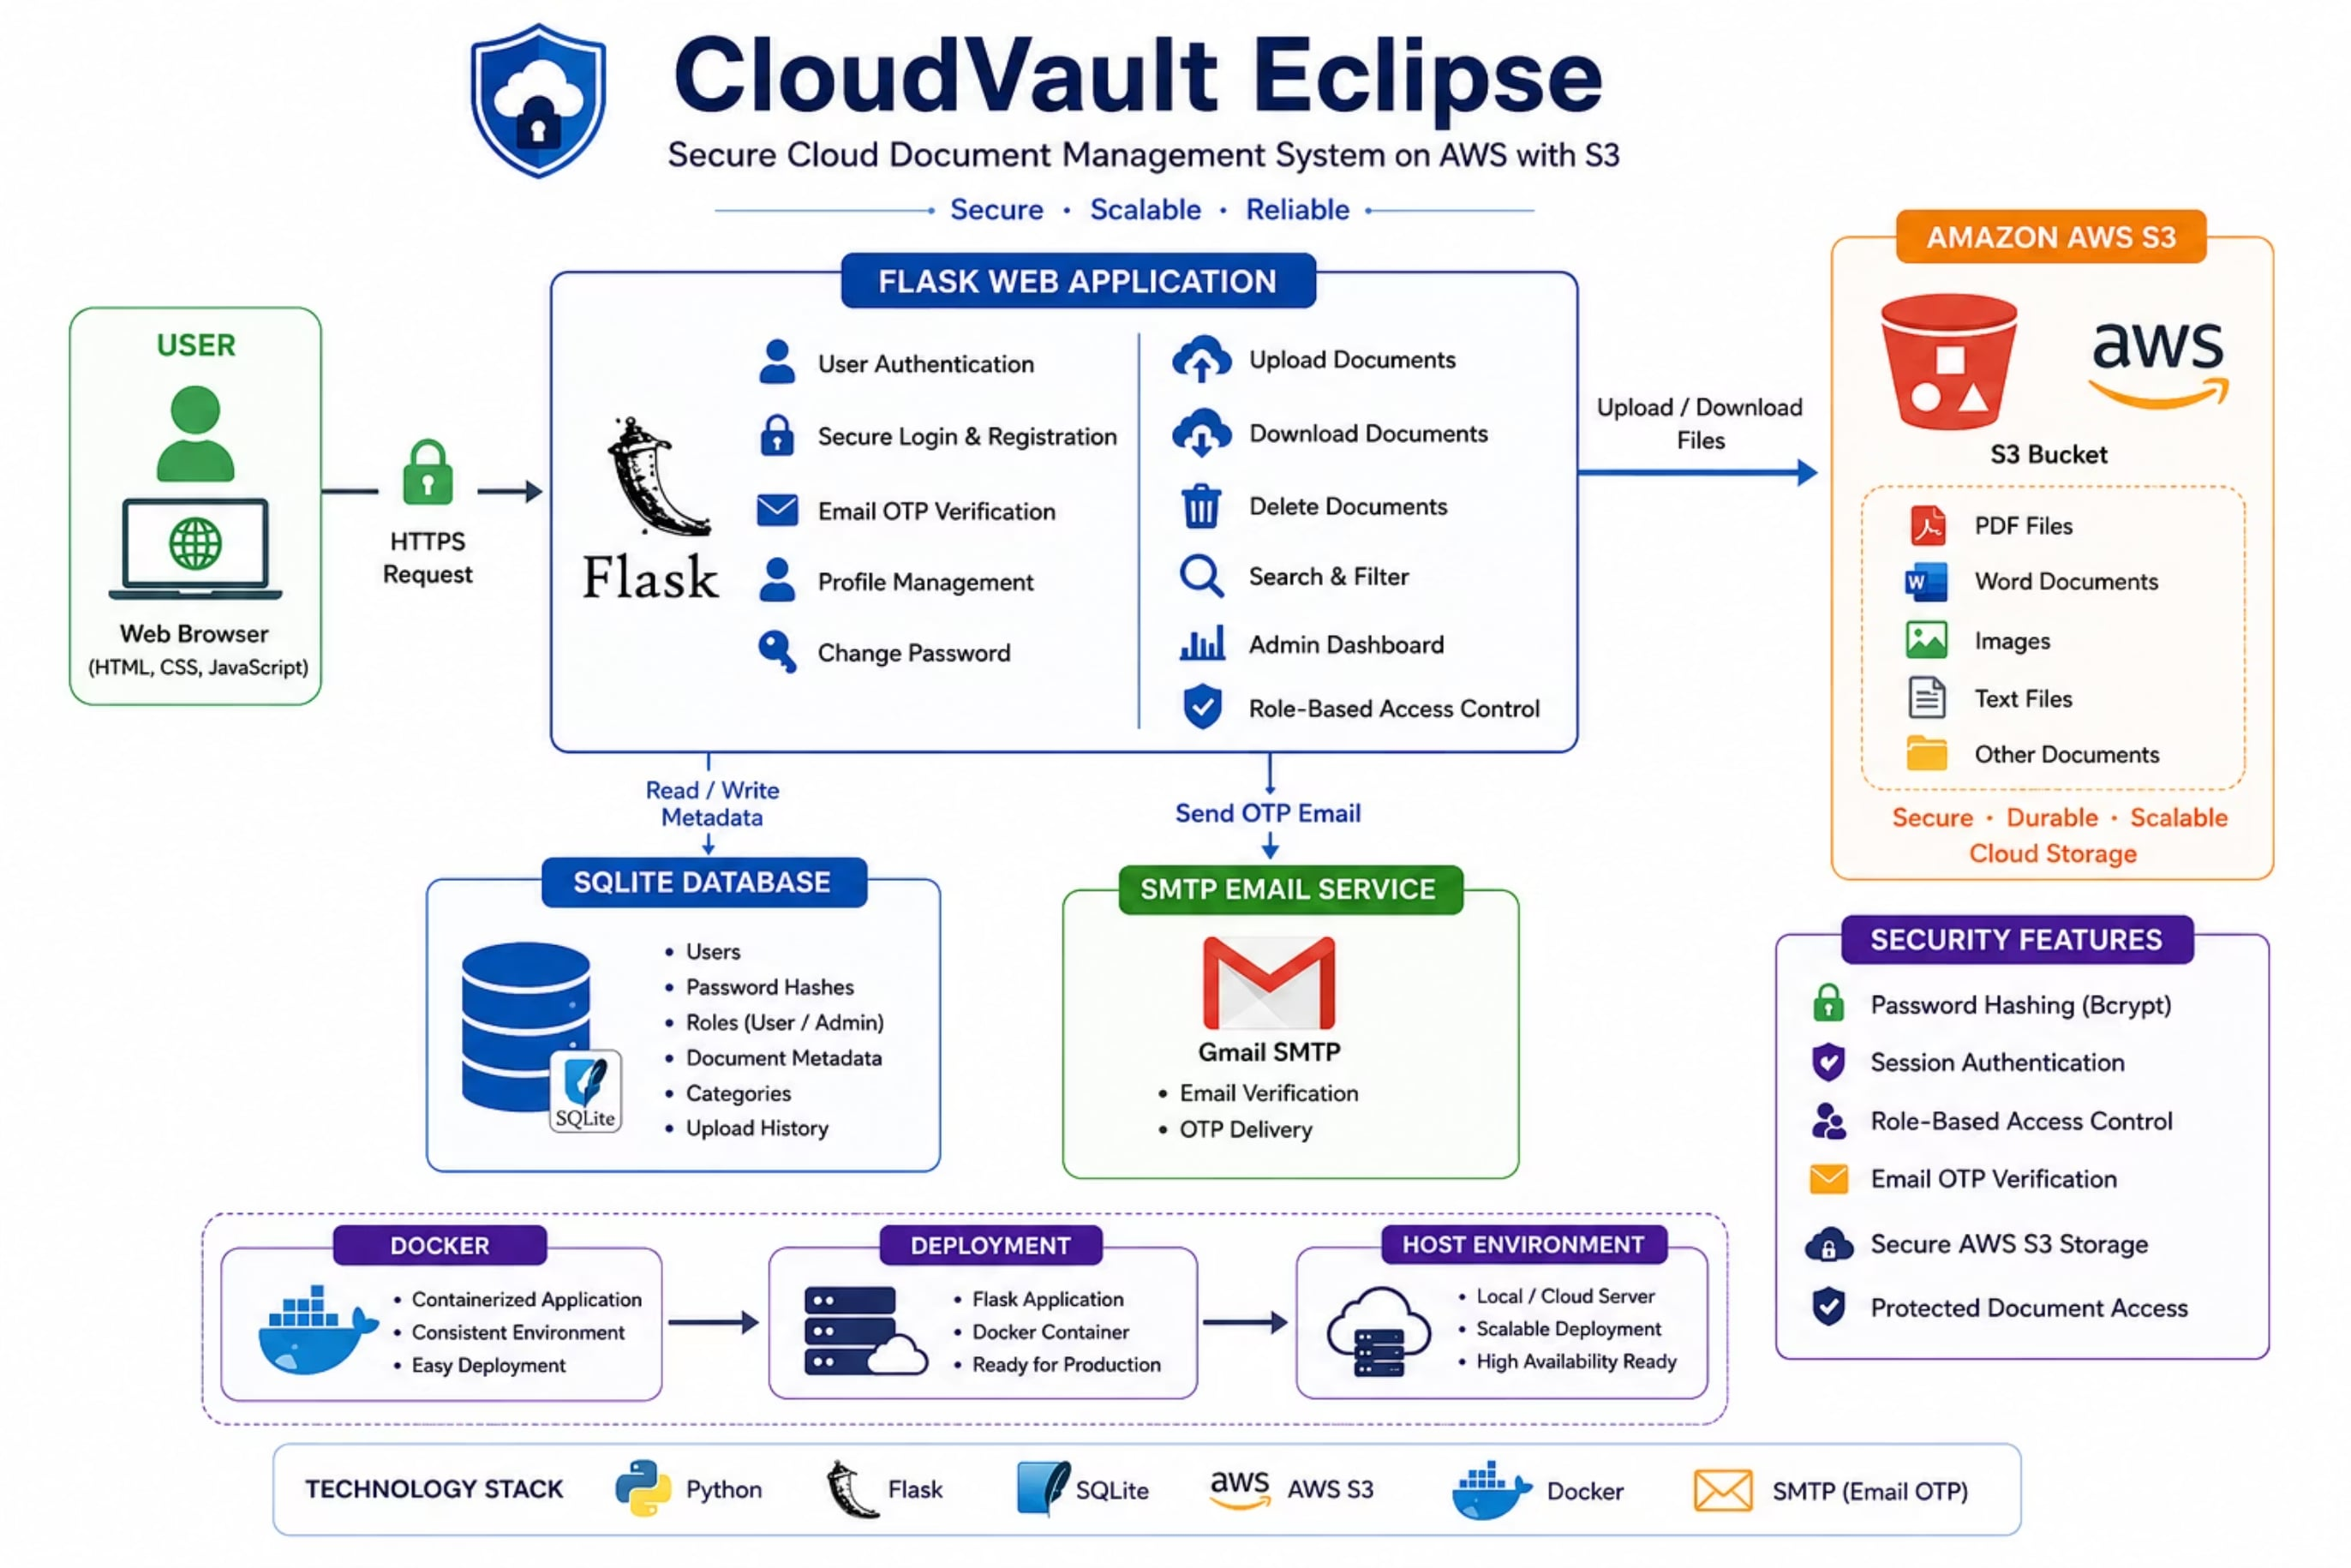 CloudVault Eclipse
Secure Cloud Document Management System on AWS with S3
Secure · Scalable · Reliable
USER
Web Browser
(HTML, CSS, JavaScript)
HTTPS
Request
FLASK WEB APPLICATION
Flask
User Authentication
Secure Login & Registration
Email OTP Verification
Profile Management
Change Password
Upload Documents
Download Documents
Delete Documents
Search & Filter
Admin Dashboard
Role-Based Access Control
Upload / Download
Files
AMAZON AWS S3
aws
S3 Bucket
PDF Files
W
Word Documents
Images
Text Files
Other Documents
Secure · Durable · Scalable
Cloud Storage
Read / Write
Metadata
Send OTP Email
SQLITE DATABASE
SQLite
• Users
• Password Hashes
• Roles (User / Admin)
• Document Metadata
• Categories
• Upload History
SMTP EMAIL SERVICE
Gmail SMTP
• Email Verification
• OTP Delivery
SECURITY FEATURES
Password Hashing (Bcrypt)
Session Authentication
Role-Based Access Control
Email OTP Verification
Secure AWS S3 Storage
Protected Document Access
DOCKER
• Containerized Application
• Consistent Environment
• Easy Deployment
DEPLOYMENT
• Flask Application
• Docker Container
• Ready for Production
HOST ENVIRONMENT
• Local / Cloud Server
• Scalable Deployment
• High Availability Ready
TECHNOLOGY STACK
Python
Flask
SQLite
aws
AWS S3
Docker
SMTP (Email OTP)